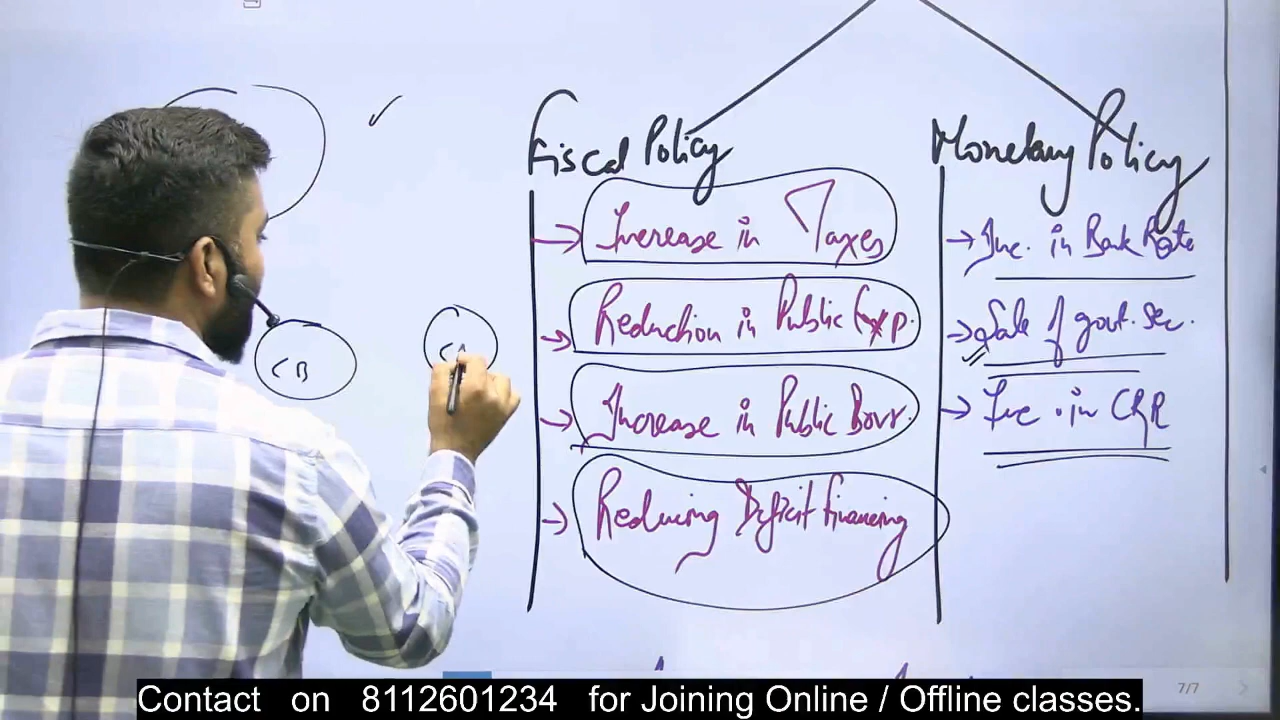 Fiscal Policy
Increase in Taxes
Reduction in Public Exp.
Increase in Public Borr.
Reducing Deficit financing
Monetary Policy
Inc. in Bank Rate
Sale of govt. sec.
Inc. in CRR
CB
7/7
Contact on 8112601234 for Joining Online / Offline classes.